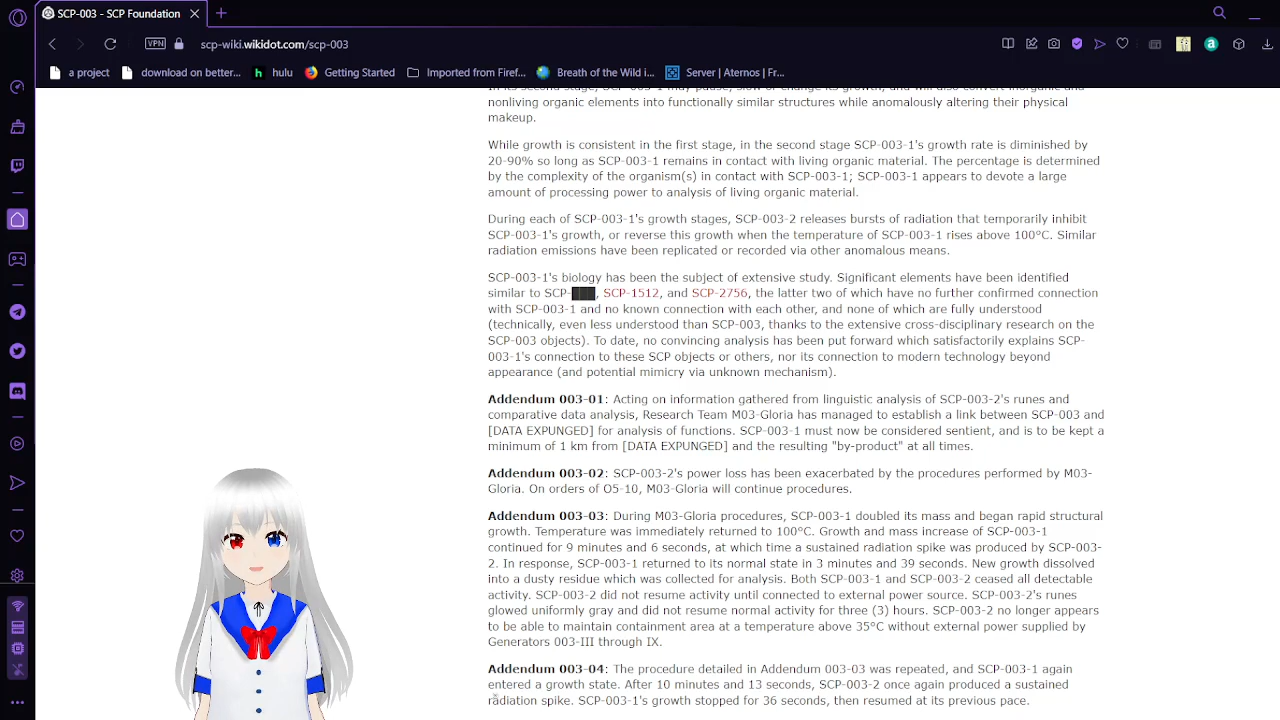 SCP-003 - SCP Foundation
VPN
scp-wiki.wikidot.com/scp-003
a project
download on better...
h hulu
Getting Started
Imported from Firef...
Breath of the Wild i...
Server | Aternos | Fr...
In its second stage, SCP-003-1 may pause, slow or change its growth, and will also convert inorganic and
nonliving organic elements into functionally similar structures while anomalously altering their physical
makeup.
While growth is consistent in the first stage, in the second stage SCP-003-1's growth rate is diminished by
20-90% so long as SCP-003-1 remains in contact with living organic material. The percentage is determined
by the complexity of the organism(s) in contact with SCP-003-1; SCP-003-1 appears to devote a large
amount of processing power to analysis of living organic material.
During each of SCP-003-1's growth stages, SCP-003-2 releases bursts of radiation that temporarily inhibit
SCP-003-1's growth, or reverse this growth when the temperature of SCP-003-1 rises above 100°C. Similar
radiation emissions have been replicated or recorded via other anomalous means.
SCP-003-1's biology has been the subject of extensive study. Significant elements have been identified
similar to SCP-███, SCP-1512, and SCP-2756, the latter two of which have no further confirmed connection
with SCP-003-1 and no known connection with each other, and none of which are fully understood
(technically, even less understood than SCP-003, thanks to the extensive cross-disciplinary research on the
SCP-003 objects). To date, no convincing analysis has been put forward which satisfactorily explains SCP-
003-1's connection to these SCP objects or others, nor its connection to modern technology beyond
appearance (and potential mimicry via unknown mechanism).
Addendum 003-01: Acting on information gathered from linguistic analysis of SCP-003-2's runes and
comparative data analysis, Research Team M03-Gloria has managed to establish a link between SCP-003 and
[DATA EXPUNGED] for analysis of functions. SCP-003-1 must now be considered sentient, and is to be kept a
minimum of 1 km from [DATA EXPUNGED] and the resulting "by-product" at all times.
Addendum 003-02: SCP-003-2's power loss has been exacerbated by the procedures performed by M03-
Gloria. On orders of O5-10, M03-Gloria will continue procedures.
Addendum 003-03: During M03-Gloria procedures, SCP-003-1 doubled its mass and began rapid structural
growth. Temperature was immediately returned to 100°C. Growth and mass increase of SCP-003-1
continued for 9 minutes and 6 seconds, at which time a sustained radiation spike was produced by SCP-003-
2. In response, SCP-003-1 returned to its normal state in 3 minutes and 39 seconds. New growth dissolved
into a dusty residue which was collected for analysis. Both SCP-003-1 and SCP-003-2 ceased all detectable
activity. SCP-003-2 did not resume activity until connected to external power source. SCP-003-2's runes
glowed uniformly gray and did not resume normal activity for three (3) hours. SCP-003-2 no longer appears
to be able to maintain containment area at a temperature above 35°C without external power supplied by
Generators 003-III through IX.
Addendum 003-04: The procedure detailed in Addendum 003-03 was repeated, and SCP-003-1 again
entered a growth state. After 10 minutes and 13 seconds, SCP-003-2 once again produced a sustained
radiation spike. SCP-003-1's growth stopped for 36 seconds, then resumed at its previous pace.